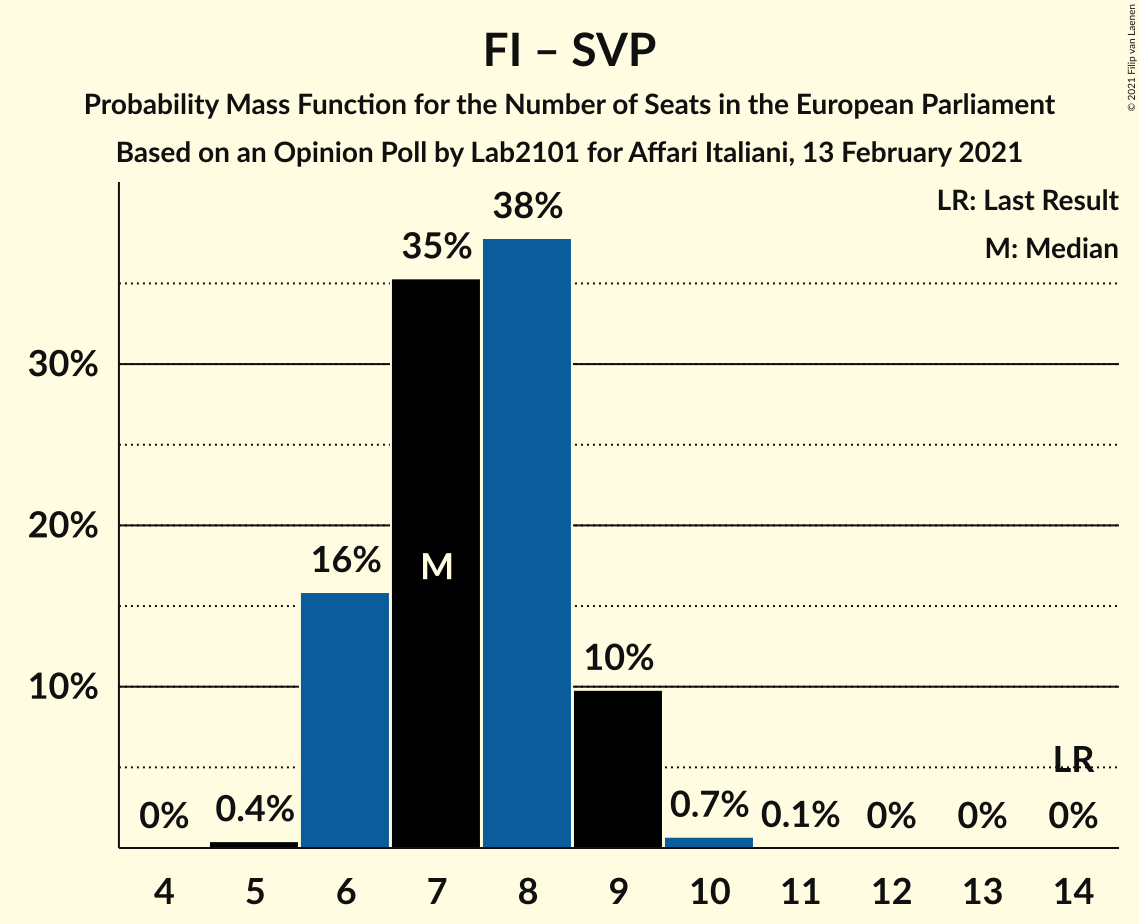 FI – SVP
Probability Mass Function for the Number of Seats in the European Parliament
Based on an Opinion Poll by Lab2101 for Affari Italiani, 13 February 2021
© 2021 Filip van Laenen
LR: Last Result
M: Median
38%
35%
30%
20%
16%
M
10%
10%
LR
0%
0.4%
0.7%
0.1%
0%
0%
0%
4 5 6 7 8 9 10 11 12 13 14